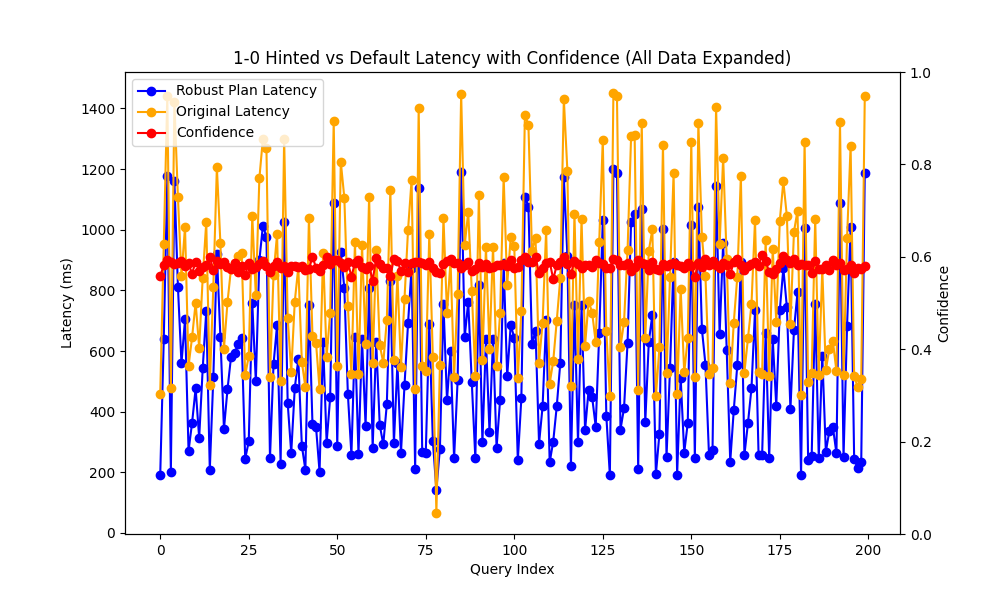 1-0 Hinted vs Default Latency with Confidence (All Data Expanded)
Robust Plan Latency
Original Latency
Confidence
Latency (ms)
1400
1200
1000
800
600
400
200
0
1.0
0.8
0.6
0.4
0.2
0.0
Confidence
0 25 50 75 100 125 150 175 200
Query Index